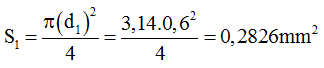 S₁ = π(d₁)²/4 = 3,14.0,6²/4 = 0,2826mm²